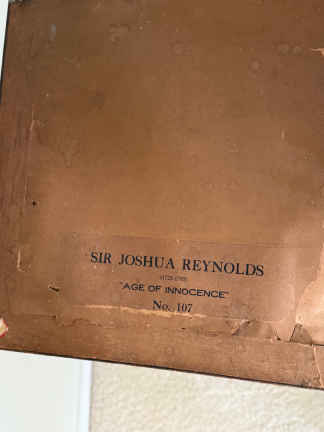 SIR JOSHUA REYNOLDS
"AGE OF INNOCENCE"
No. 107